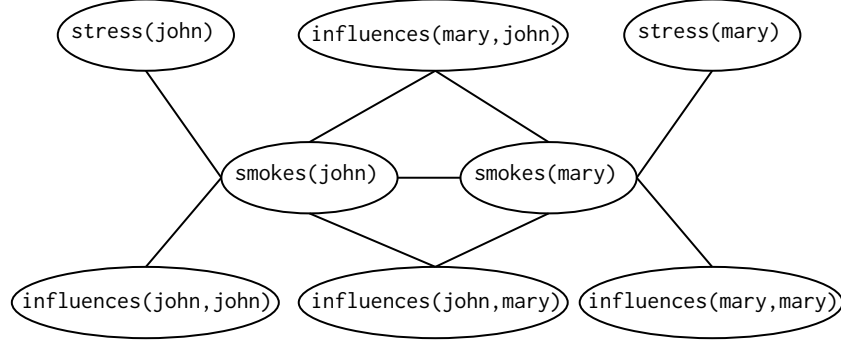 stress(john)
influences(mary,john)
stress(mary)
smokes(john)
smokes(mary)
influences(john,john)
influences(john,mary)
influences(mary,mary)